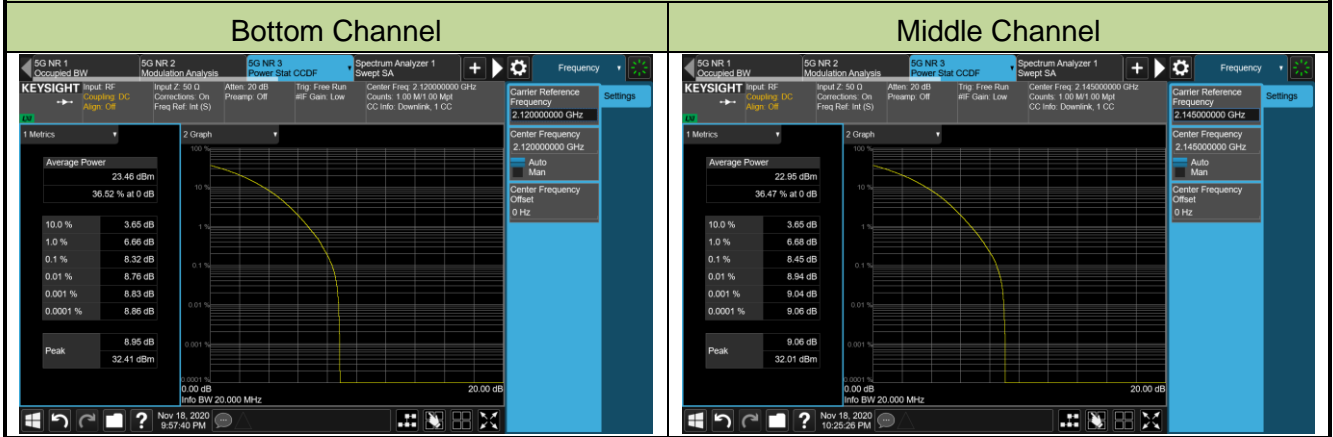 Bottom Channel
5G NR 1
Occupied BW
5G NR 2
Modulation Analysis
5G NR 3
Power Stat CCDF
Spectrum Analyzer 1
Swept SA
Frequency
KEYSIGHT
Input: RF
Coupling: DC
Align: Off
Input Z: 50 Ω
Corrections: On
Freq Ref: Int (S)
Atten: 20 dB
Preamp: Off
Trig: Free Run
#IF Gain: Low
Center Freq: 2.120000000 GHz
Counts: 1.00 M/1.00 Mpt
CC Info: Downlink, 1 CC
Carrier Reference
Frequency
2.120000000 GHz
Settings
Center Frequency
2.120000000 GHz
Auto
Man
Center Frequency
Offset
0 Hz
1 Metrics
Average Power
23.46 dBm
36.52 % at 0 dB
10.0 % 3.65 dB
1.0 % 6.66 dB
0.1 % 8.32 dB
0.01 % 8.76 dB
0.001 % 8.83 dB
0.0001 % 8.86 dB
Peak
8.95 dB
32.41 dBm
2 Graph
100 %
10 %
1 %
0.1 %
0.01 %
0.001 %
0.0001 %
0.00 dB
20.00 dB
Info BW 20.000 MHz
?
Nov 18, 2020
9:57:40 PM
Middle Channel
5G NR 1
Occupied BW
5G NR 2
Modulation Analysis
5G NR 3
Power Stat CCDF
Spectrum Analyzer 1
Swept SA
Frequency
KEYSIGHT
Input: RF
Coupling: DC
Align: Off
Input Z: 50 Ω
Corrections: On
Freq Ref: Int (S)
Atten: 20 dB
Preamp: Off
Trig: Free Run
#IF Gain: Low
Center Freq: 2.145000000 GHz
Counts: 1.00 M/1.00 Mpt
CC Info: Downlink, 1 CC
Carrier Reference
Frequency
2.145000000 GHz
Settings
Center Frequency
2.145000000 GHz
Auto
Man
Center Frequency
Offset
0 Hz
1 Metrics
Average Power
22.95 dBm
36.47 % at 0 dB
10.0 % 3.65 dB
1.0 % 6.68 dB
0.1 % 8.45 dB
0.01 % 8.94 dB
0.001 % 9.04 dB
0.0001 % 9.06 dB
Peak
9.06 dB
32.01 dBm
2 Graph
100 %
10 %
1 %
0.1 %
0.01 %
0.001 %
0.0001 %
0.00 dB
20.00 dB
Info BW 20.000 MHz
?
Nov 18, 2020
10:25:26 PM